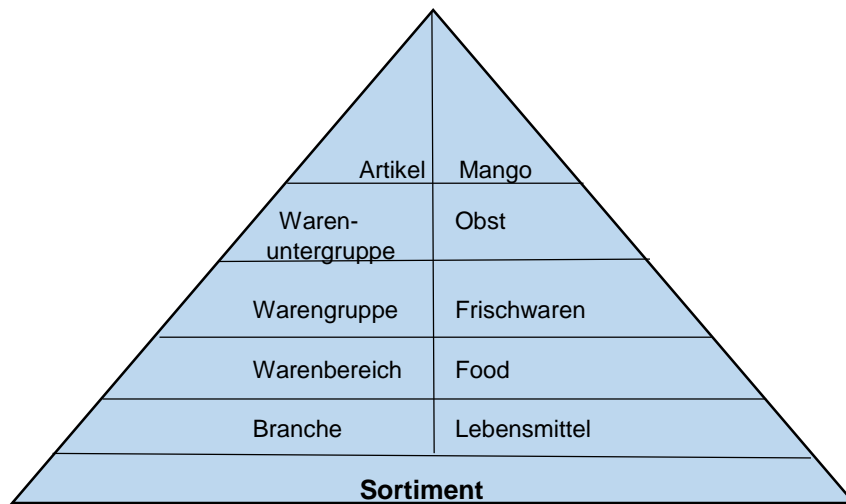 Artikel Mango
Waren- Obst
untergruppe
Warengruppe Frischwaren
Warenbereich Food
Branche Lebensmittel
Sortiment